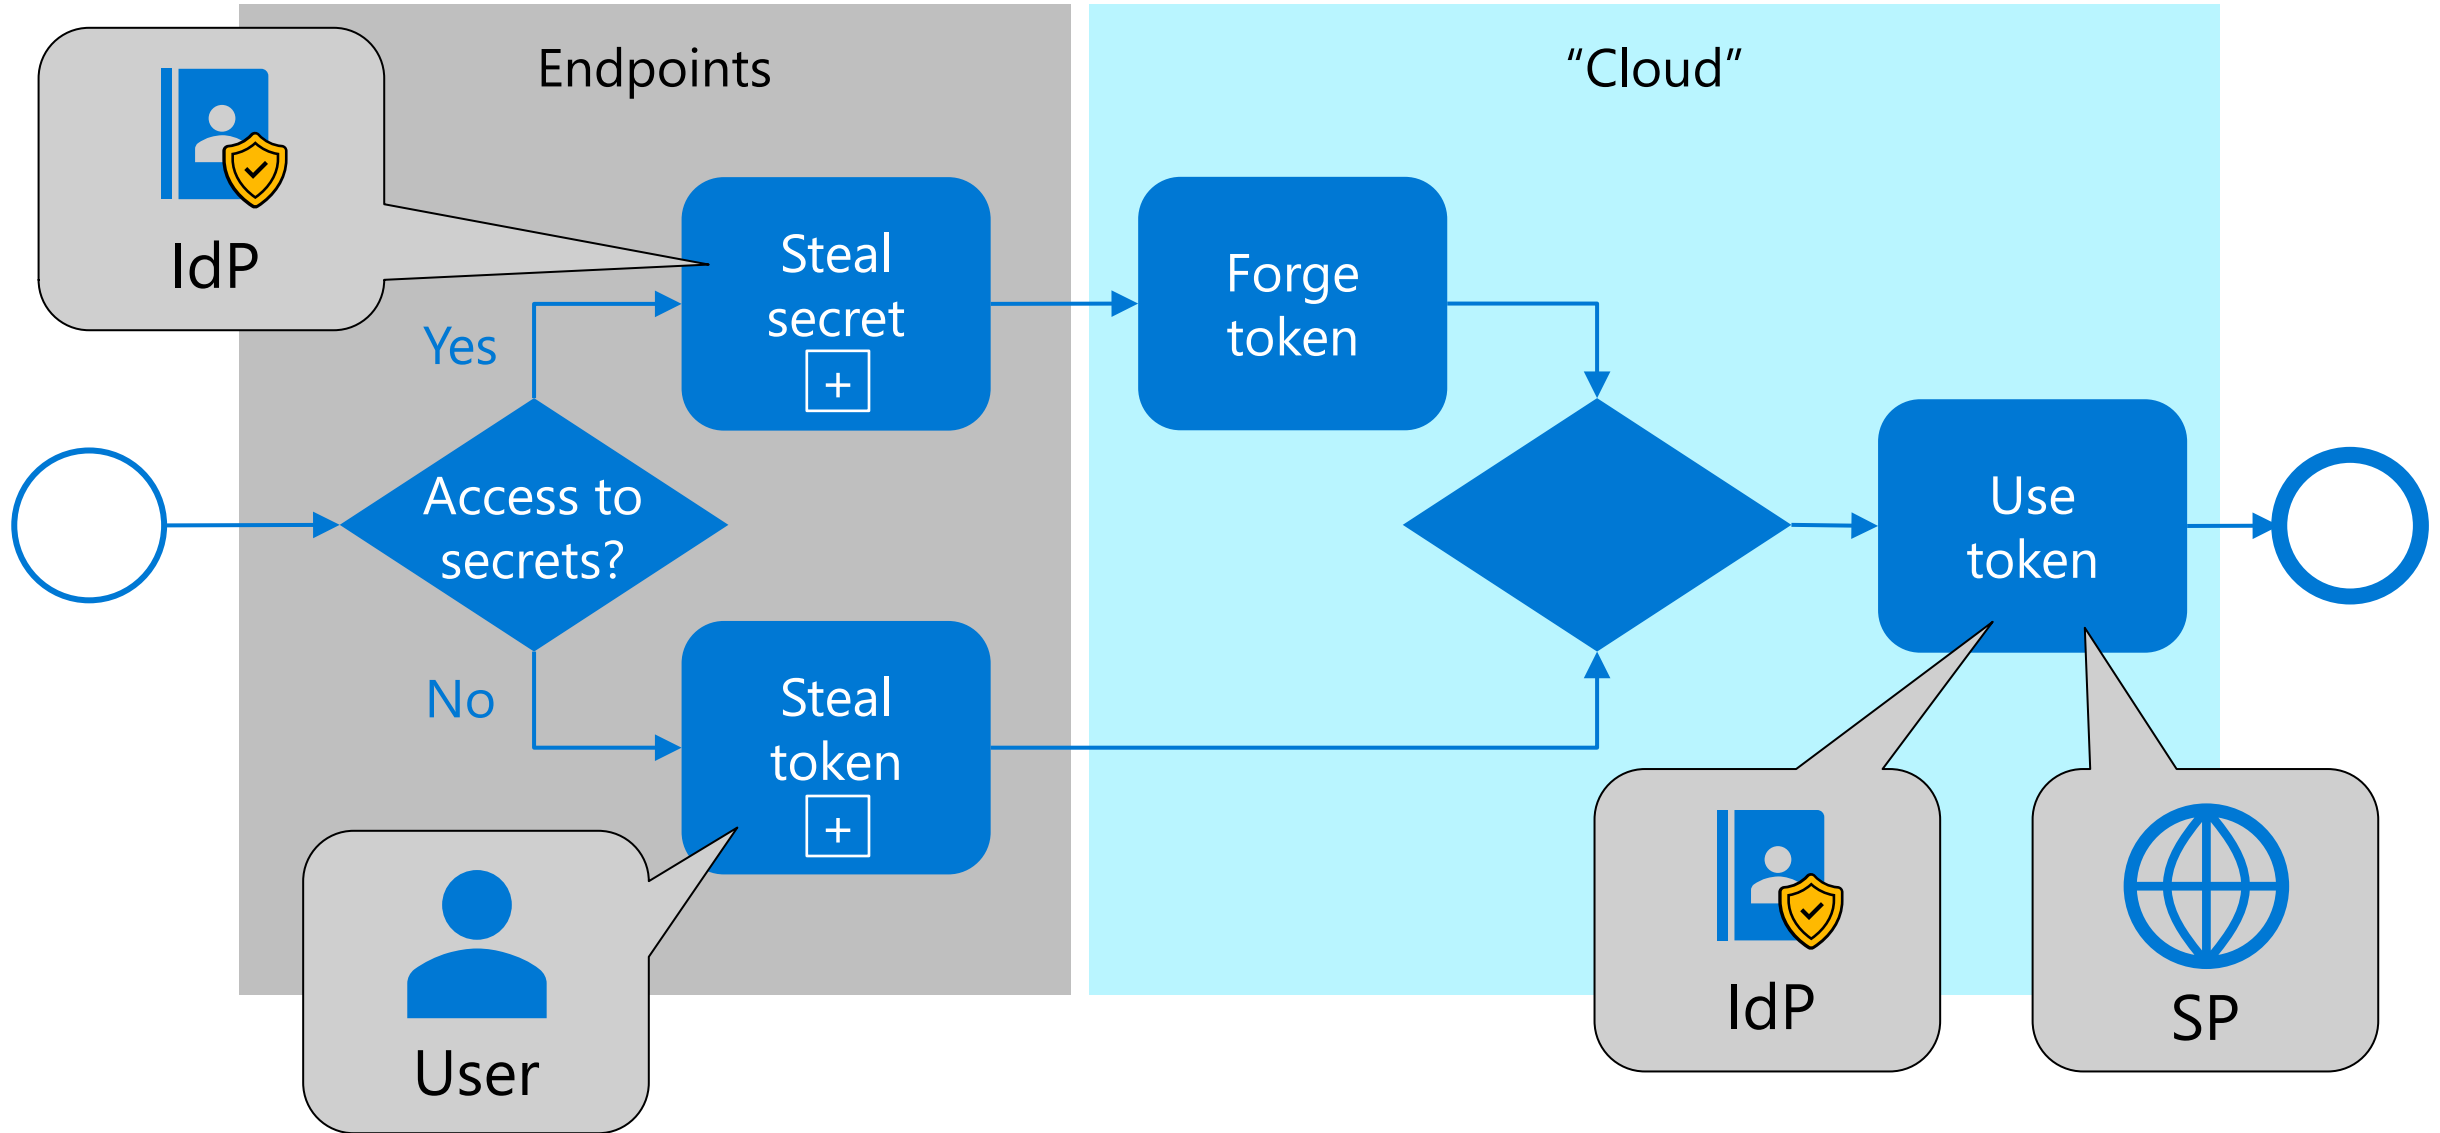 Endpoints
“Cloud”
IdP
Steal
secret
+
Forge
token
Yes
Access to
secrets?
Use
token
No
Steal
token
+
User
IdP
SP